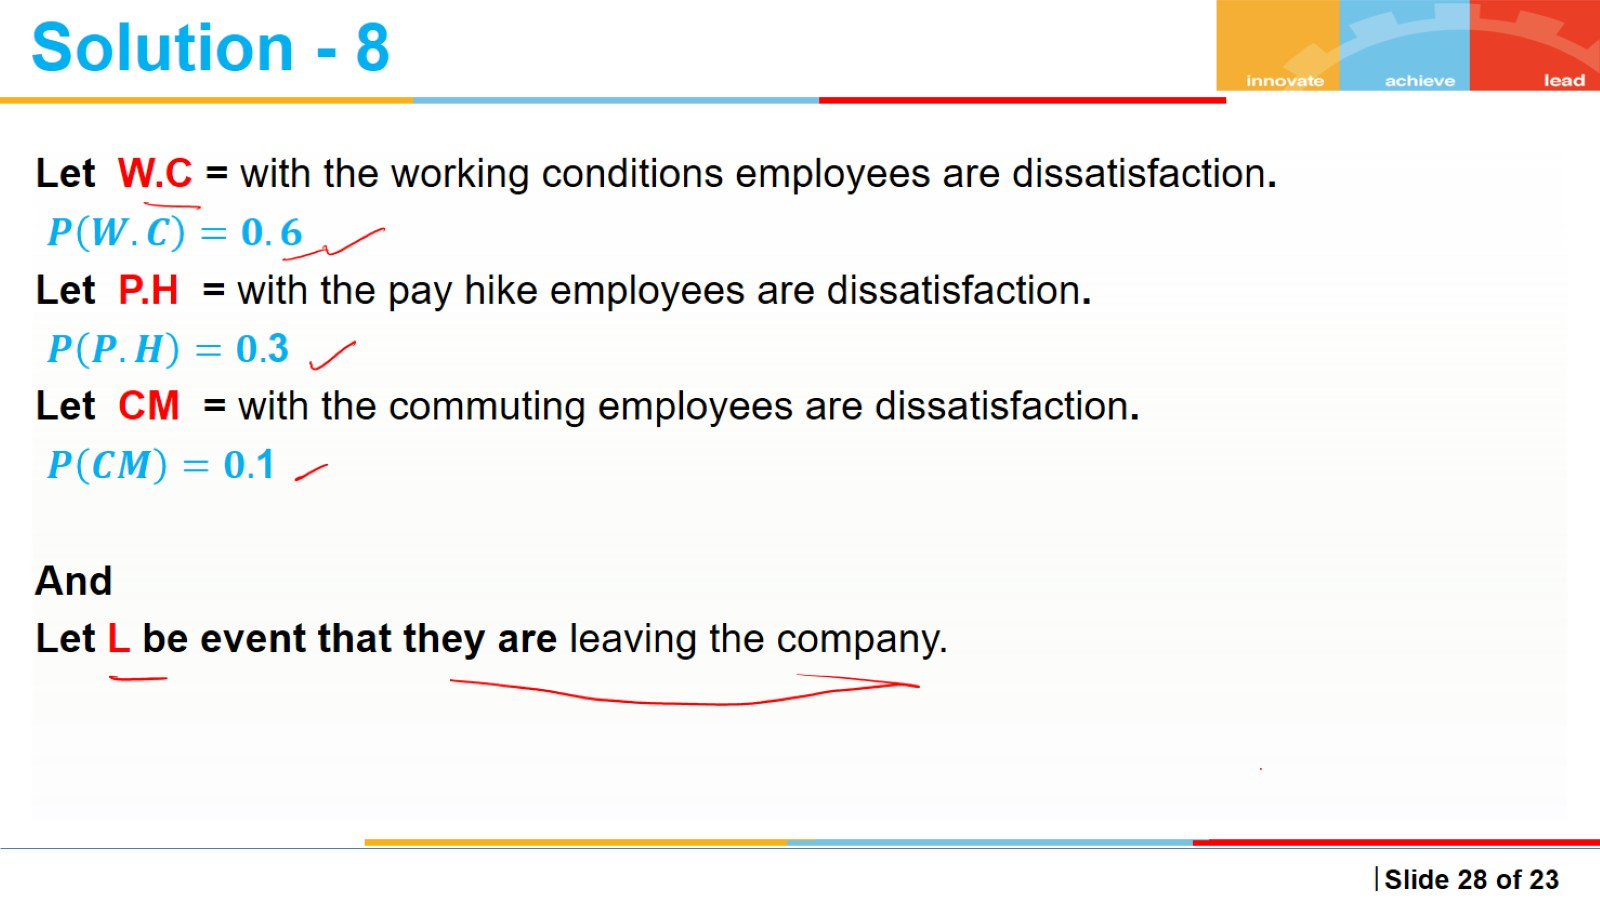 Solution - 8
innovate achieve lead
Let W.C = with the working conditions employees are dissatisfaction.
P(W.C) = 0.6
Let P.H = with the pay hike employees are dissatisfaction.
P(P.H) = 0.3
Let CM = with the commuting employees are dissatisfaction.
P(CM) = 0.1
And
Let L be event that they are leaving the company.
|Slide 28 of 23